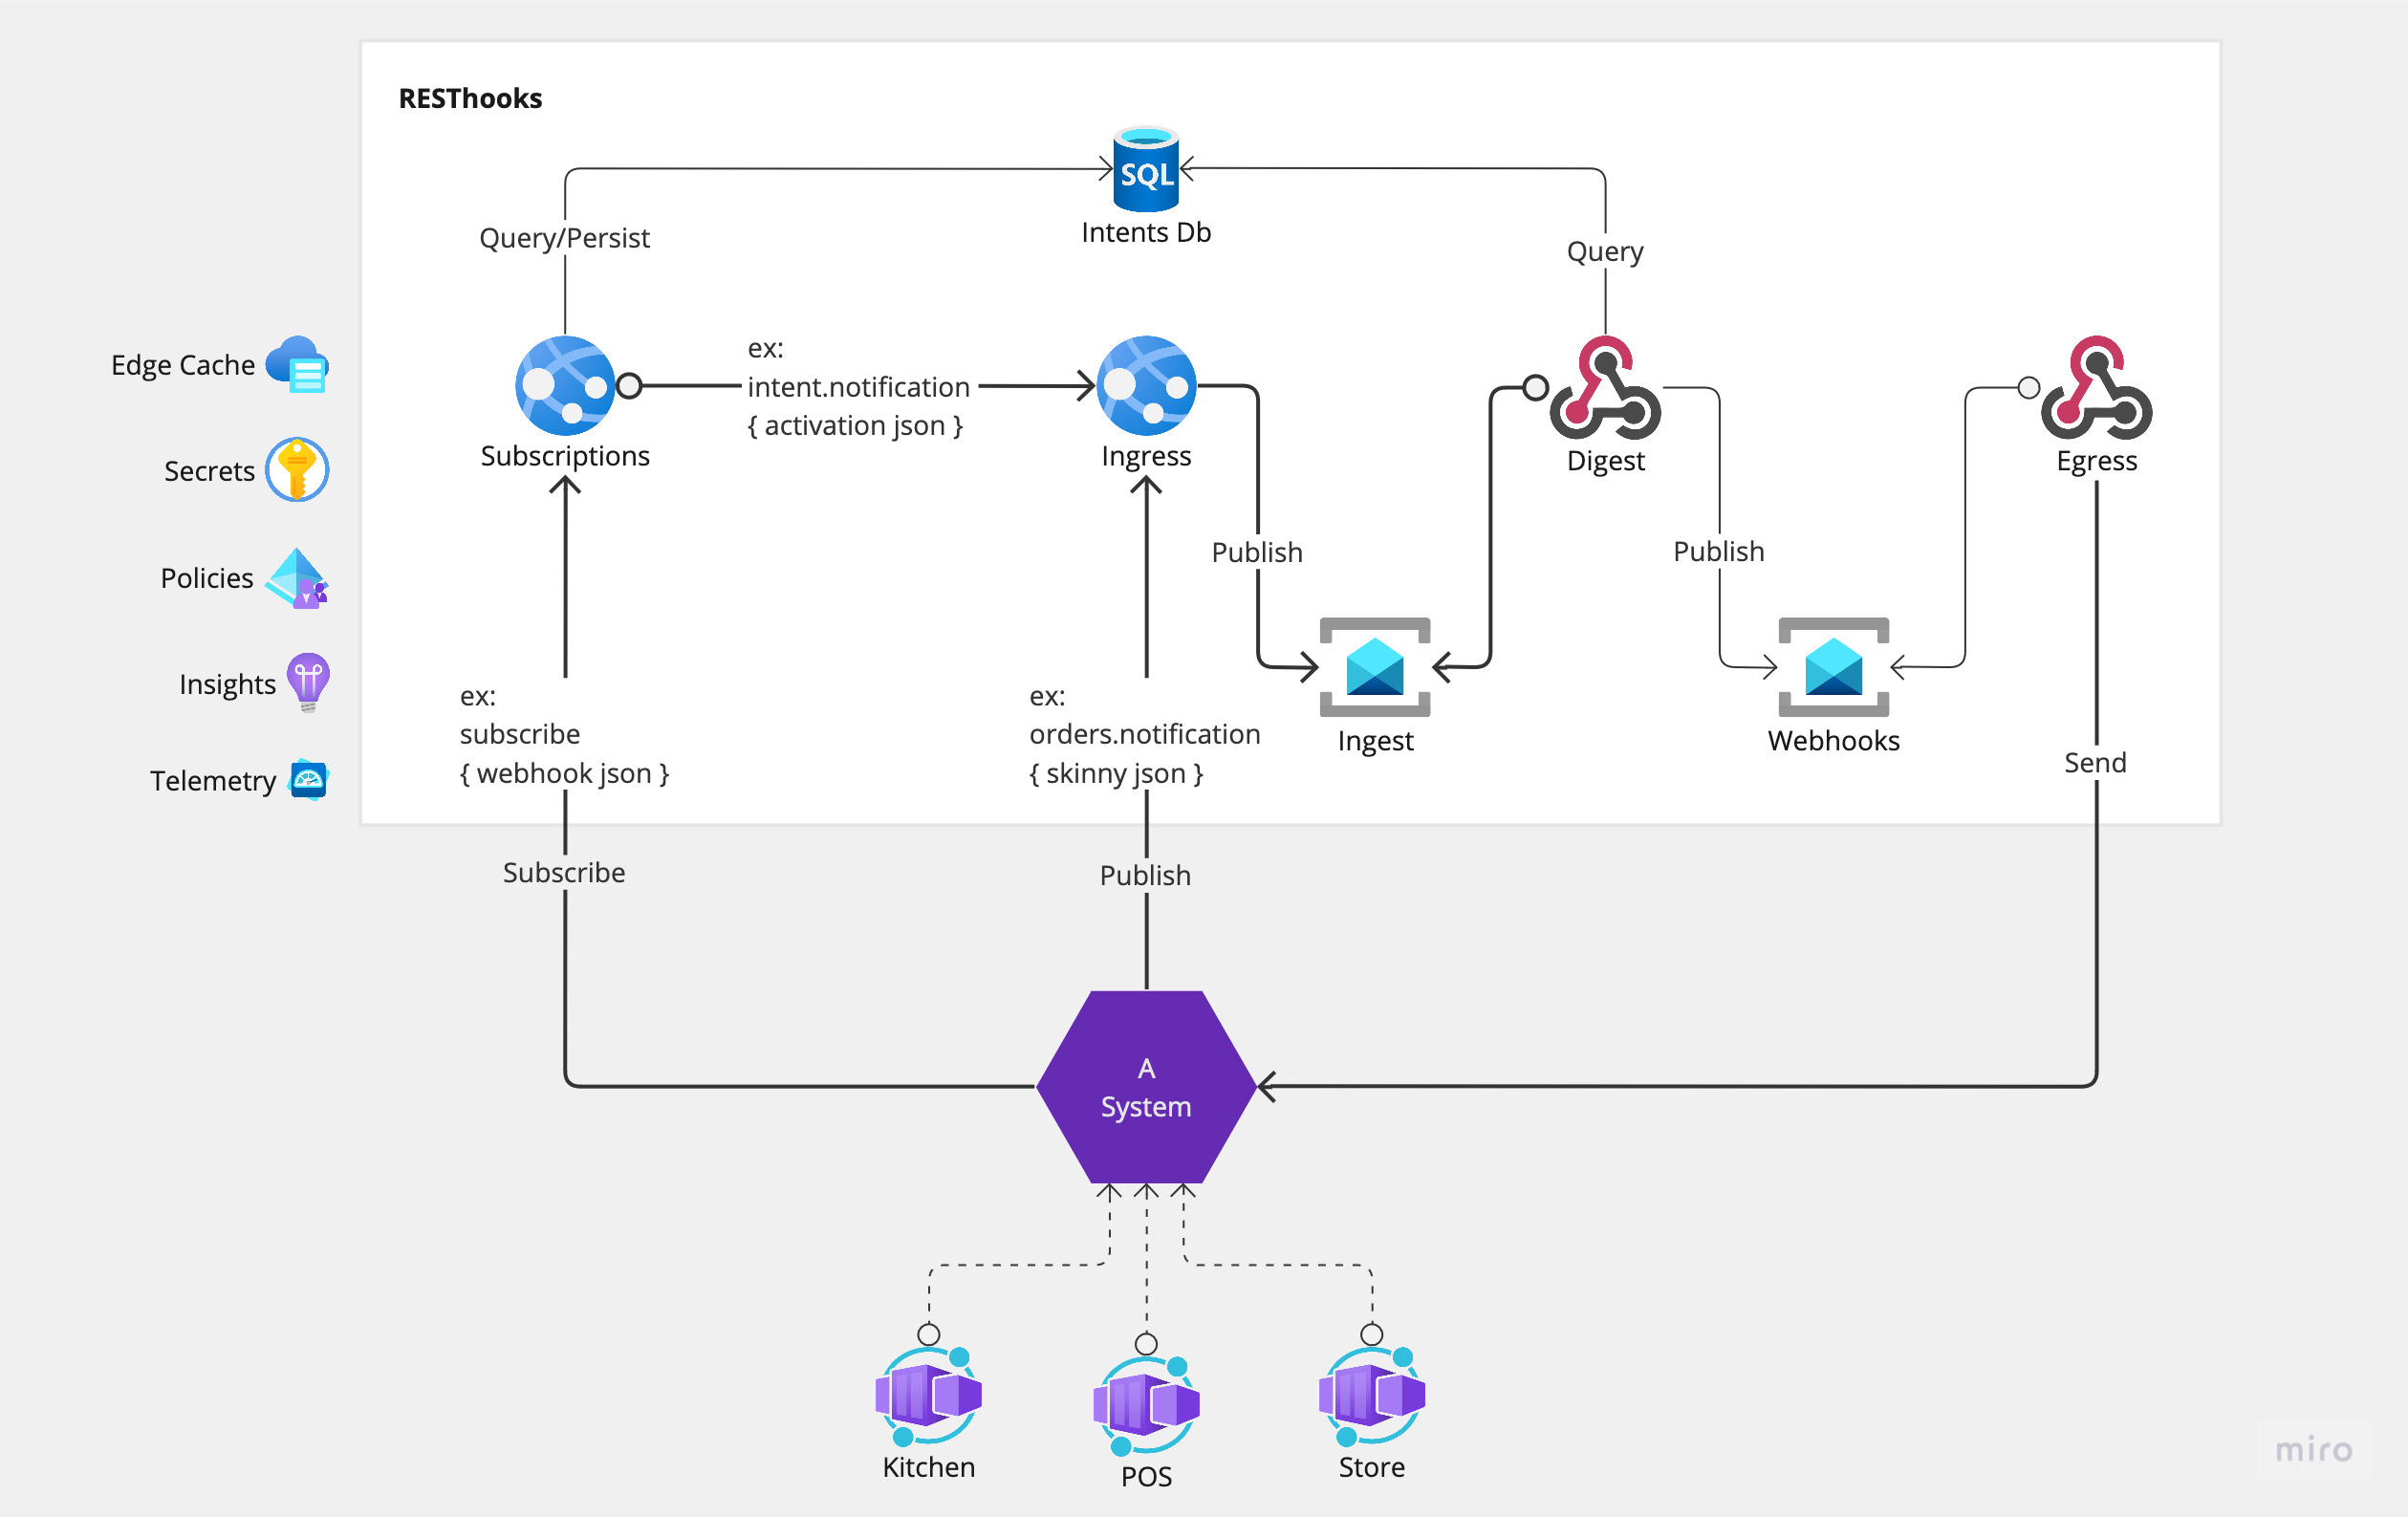 RESThooks
SQL
Intents Db
Query/Persist
Query
Edge Cache
Secrets
Policies
Insights
Telemetry
ex:
intent.notification
{ activation json }
Subscriptions
Ingress
Digest
Egress
Publish
Publish
ex:
subscribe
{ webhook json }
ex:
orders.notification
{ skinny json }
Ingest
Webhooks
Send
Subscribe
Publish
A
System
Kitchen
POS
Store
miro